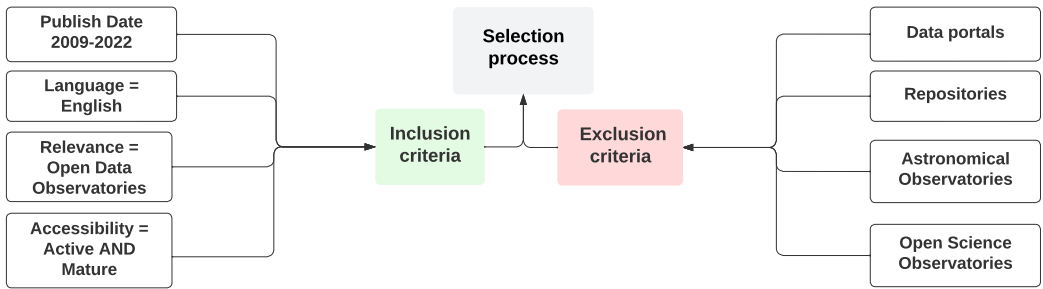 Publish Date
2009-2022
Language =
English
Relevance =
Open Data
Observatories
Accessibility =
Active AND
Mature
Inclusion
criteria
Selection
process
Exclusion
criteria
Data portals
Repositories
Astronomical
Observatories
Open Science
Observatories